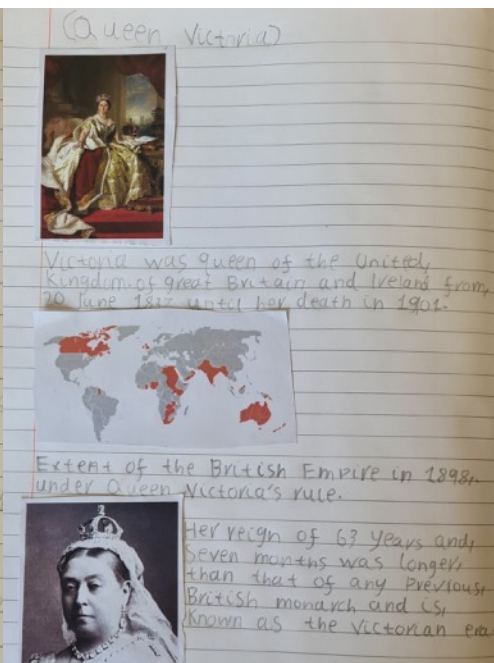 (Queen Victoria)
Victoria was queen of the United,
Kingdom of great Britain and Ireland from,
20 June 1837 until her death in 1901.
Extent of the British Empire in 1898,
under Queen Victoria's rule.
Her reign of 63 years and,
seven months was longer,
than that of any previous,
British monarch and is,
known as the victorian era